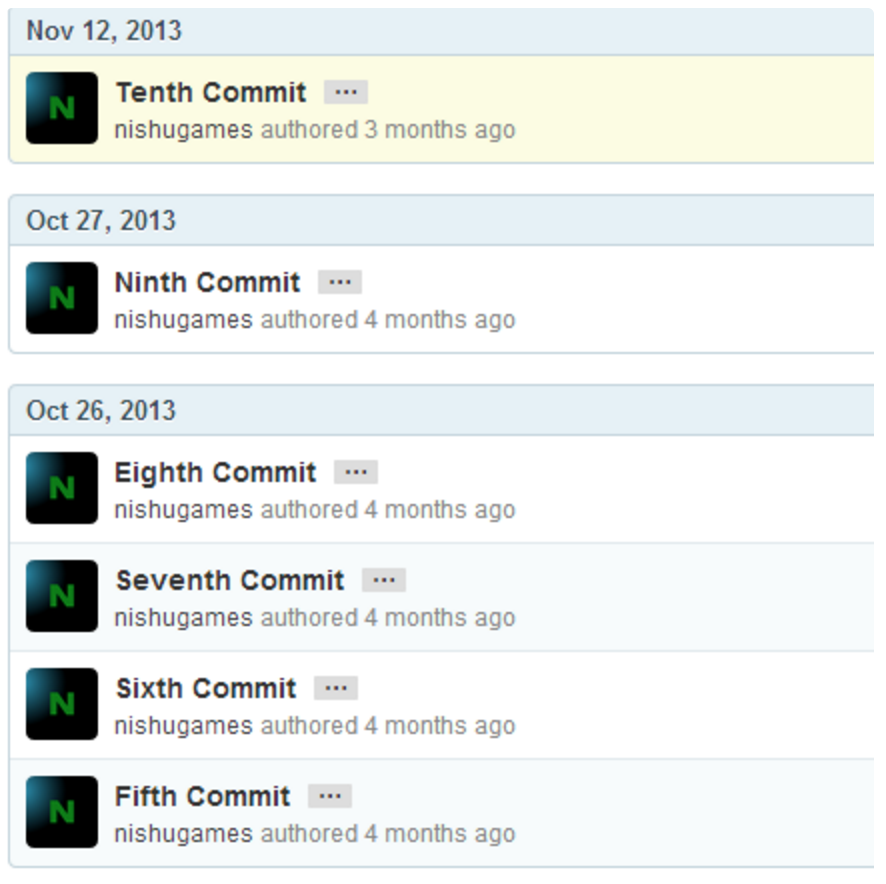 Nov 12, 2013
N
Tenth Commit ...
nishugames authored 3 months ago
Oct 27, 2013
N
Ninth Commit ...
nishugames authored 4 months ago
Oct 26, 2013
N
Eighth Commit ...
nishugames authored 4 months ago
N
Seventh Commit ...
nishugames authored 4 months ago
N
Sixth Commit ...
nishugames authored 4 months ago
N
Fifth Commit ...
nishugames authored 4 months ago